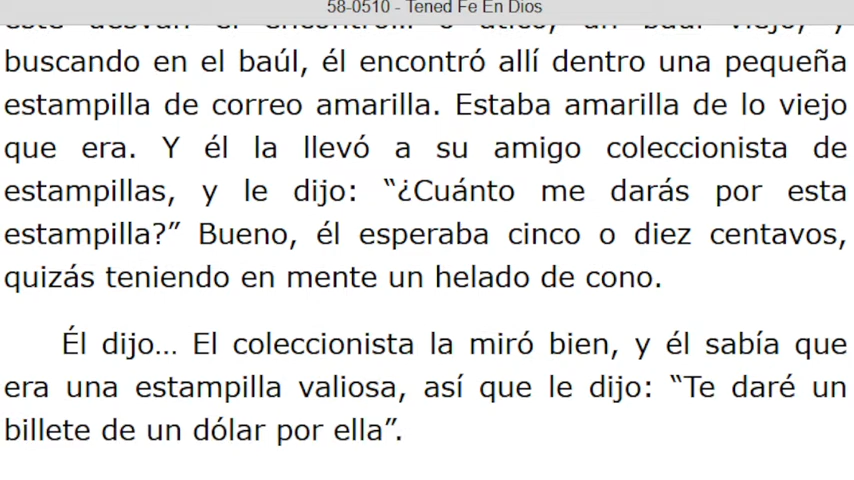 58-0510 - Tened Fe En Dios
buscando en el baúl, él encontró allí dentro una pequeña
estampilla de correo amarilla. Estaba amarilla de lo viejo
que era. Y él la llevó a su amigo coleccionista de
estampillas, y le dijo: “¿Cuánto me darás por esta
estampilla?” Bueno, él esperaba cinco o diez centavos,
quizás teniendo en mente un helado de cono.
Él dijo… El coleccionista la miró bien, y él sabía que
era una estampilla valiosa, así que le dijo: “Te daré un
billete de un dólar por ella”.